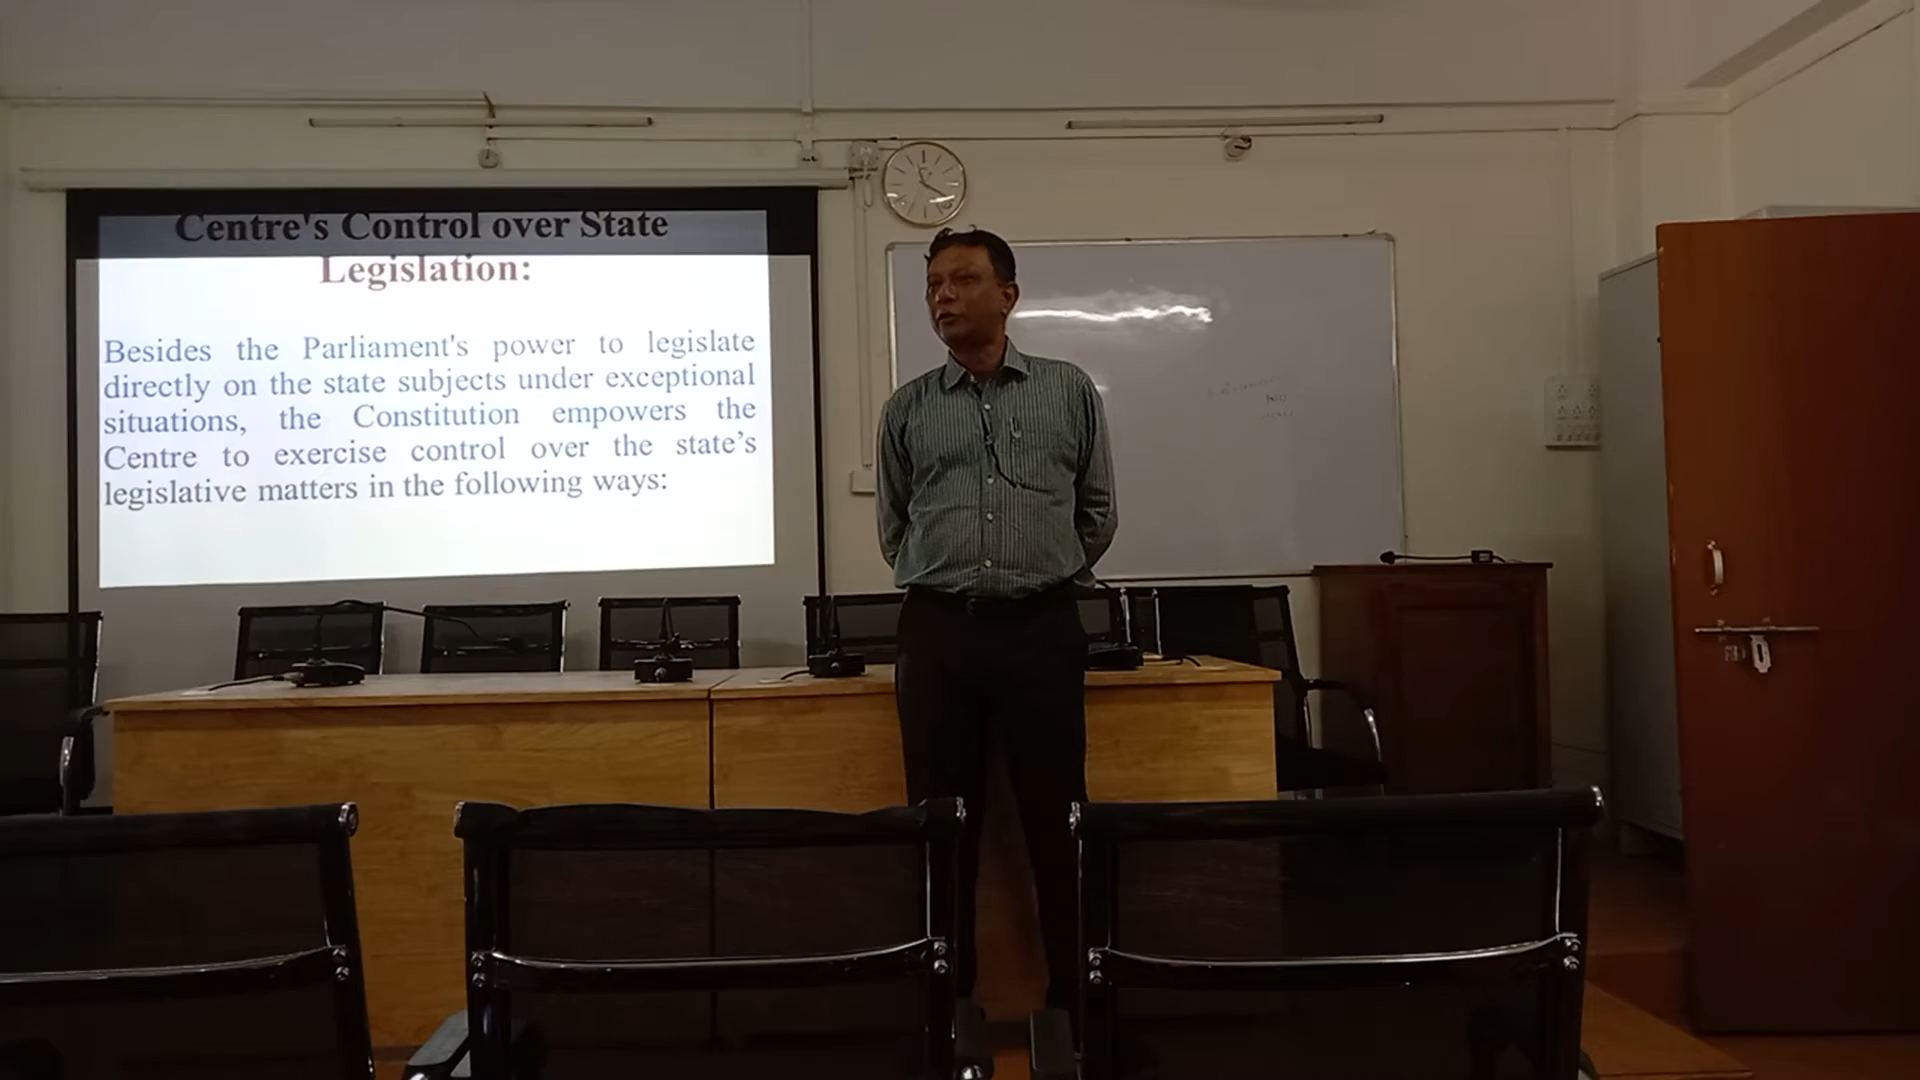 Centre's Control over State
Legislation:
Besides the Parliament's power to legislate
directly on the state subjects under exceptional
situations, the Constitution empowers the
Centre to exercise control over the state’s
legislative matters in the following ways: